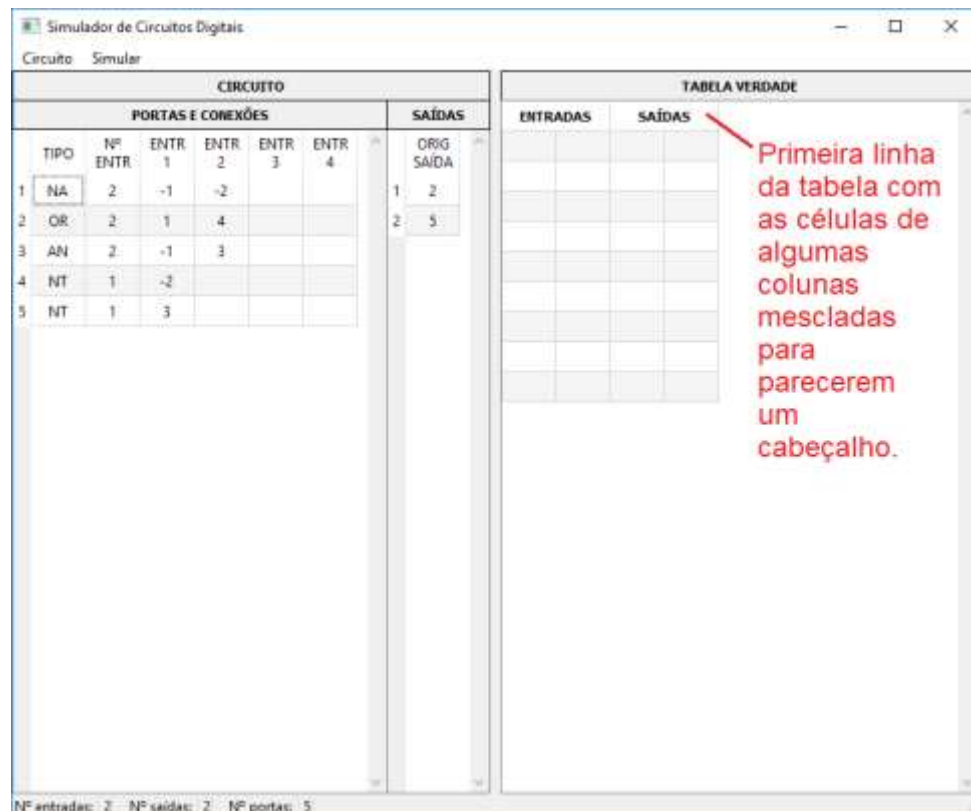 Simulador de Circuitos Digitais
Circuito Simular
CIRCUITO
TABELA VERDADE
PORTAS E CONEXÕES SAÍDAS
ENTRADAS SAÍDAS
TIPO Nº ENTR ENTR 1 ENTR 2 ENTR 3 ENTR 4 ORIG SAÍDA
1 NA 2 -1 -2 1 2
2 OR 2 1 4 2 5
3 AN 2 -1 3
4 NT 1 -2
5 NT 1 3
Primeira linha
da tabela com
as células de
algumas
colunas
mescladas
para
parecerem
um
cabeçalho.
Nº entradas: 2 Nº saídas: 2 Nº portas: 5